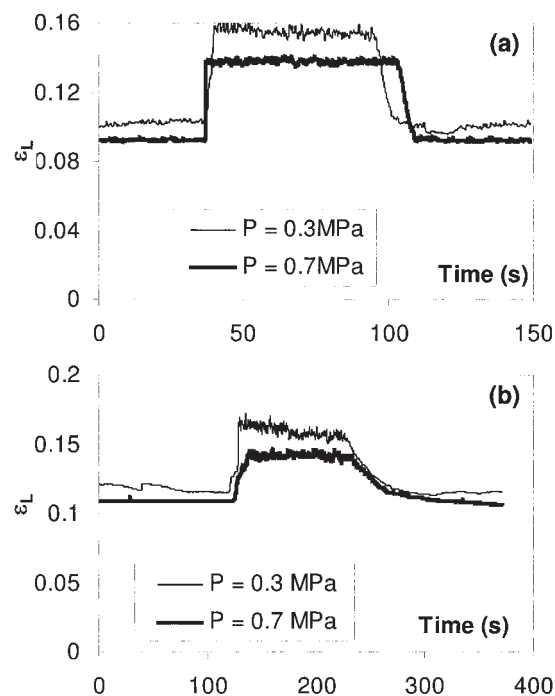 0.16
(a)
0.12
εL
0.08
P = 0.3MPa
0.04
P = 0.7MPa
Time (s)
0
0 50 100 150
0.2
(b)
0.15
εL
0.1
0.05
P = 0.3 MPa
P = 0.7 MPa
Time (s)
0
0 100 200 300 400